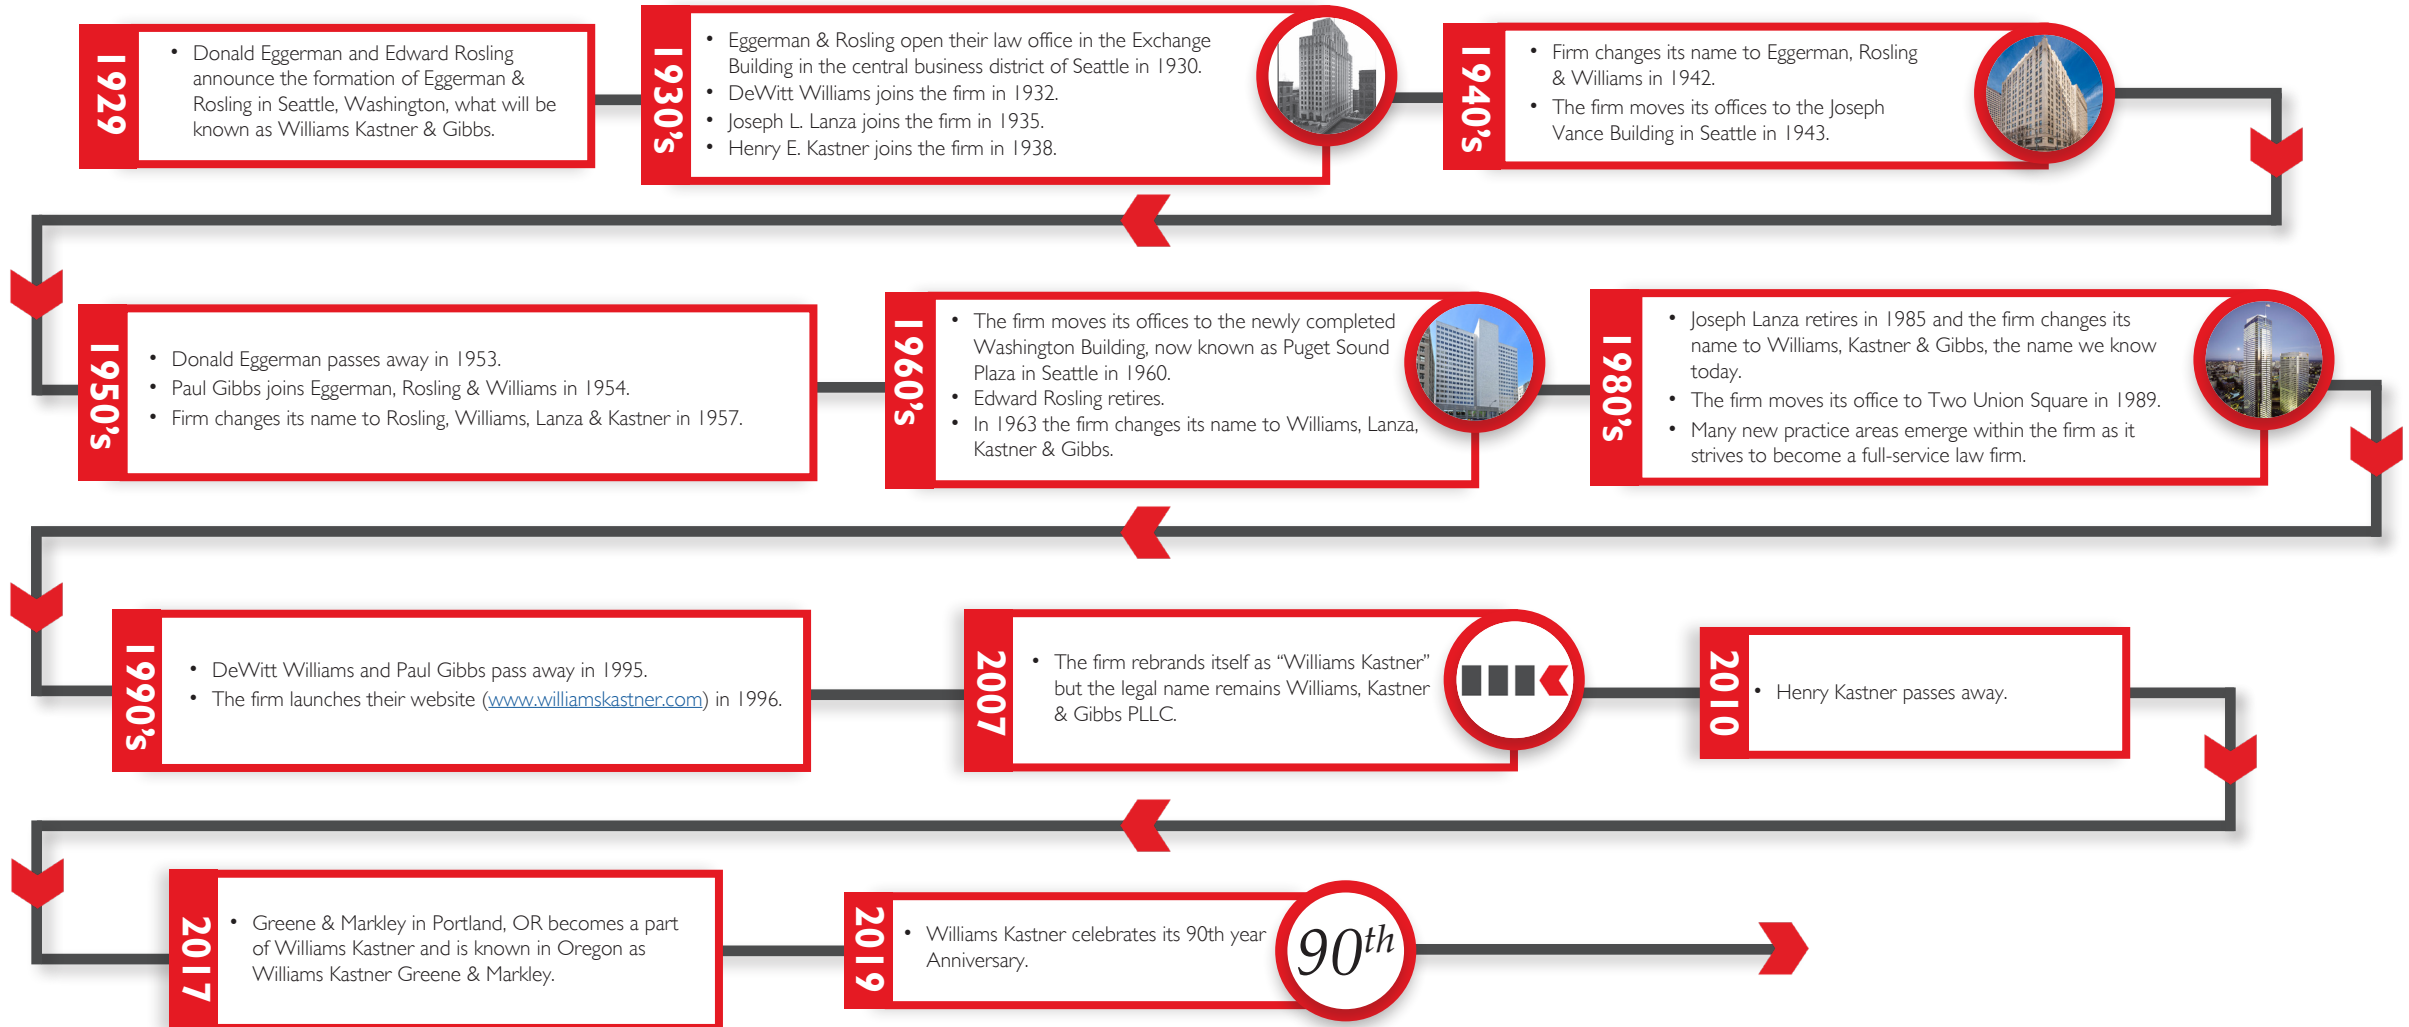 1929
• Donald Eggerman and Edward Rosling
announce the formation of Eggerman &
Rosling in Seattle, Washington, what will be
known as Williams Kastner & Gibbs.
1930's
• Eggerman & Rosling open their law office in the Exchange
Building in the central business district of Seattle in 1930.
• DeWitt Williams joins the firm in 1932.
• Joseph L. Lanza joins the firm in 1935.
• Henry E. Kastner joins the firm in 1938.
1940's
• Firm changes its name to Eggerman, Rosling
& Williams in 1942.
• The firm moves its offices to the Joseph
Vance Building in Seattle in 1943.
1950's
• Donald Eggerman passes away in 1953.
• Paul Gibbs joins Eggerman, Rosling & Williams in 1954.
• Firm changes its name to Rosling, Williams, Lanza & Kastner in 1957.
1960's
• The firm moves its offices to the newly completed
Washington Building, now known as Puget Sound
Plaza in Seattle in 1960.
• Edward Rosling retires.
• In 1963 the firm changes its name to Williams, Lanza,
Kastner & Gibbs.
1980's
• Joseph Lanza retires in 1985 and the firm changes its
name to Williams, Kastner & Gibbs, the name we know
today.
• The firm moves its office to Two Union Square in 1989.
• Many new practice areas emerge within the firm as it
strives to become a full-service law firm.
1990's
• DeWitt Williams and Paul Gibbs pass away in 1995.
• The firm launches their website (www.williamskastner.com) in 1996.
2007
• The firm rebrands itself as “Williams Kastner”
but the legal name remains Williams, Kastner
& Gibbs PLLC.
2010
• Henry Kastner passes away.
2017
• Greene & Markley in Portland, OR becomes a part
of Williams Kastner and is known in Oregon as
Williams Kastner Greene & Markley.
2019
• Williams Kastner celebrates its 90th year
Anniversary.
90th